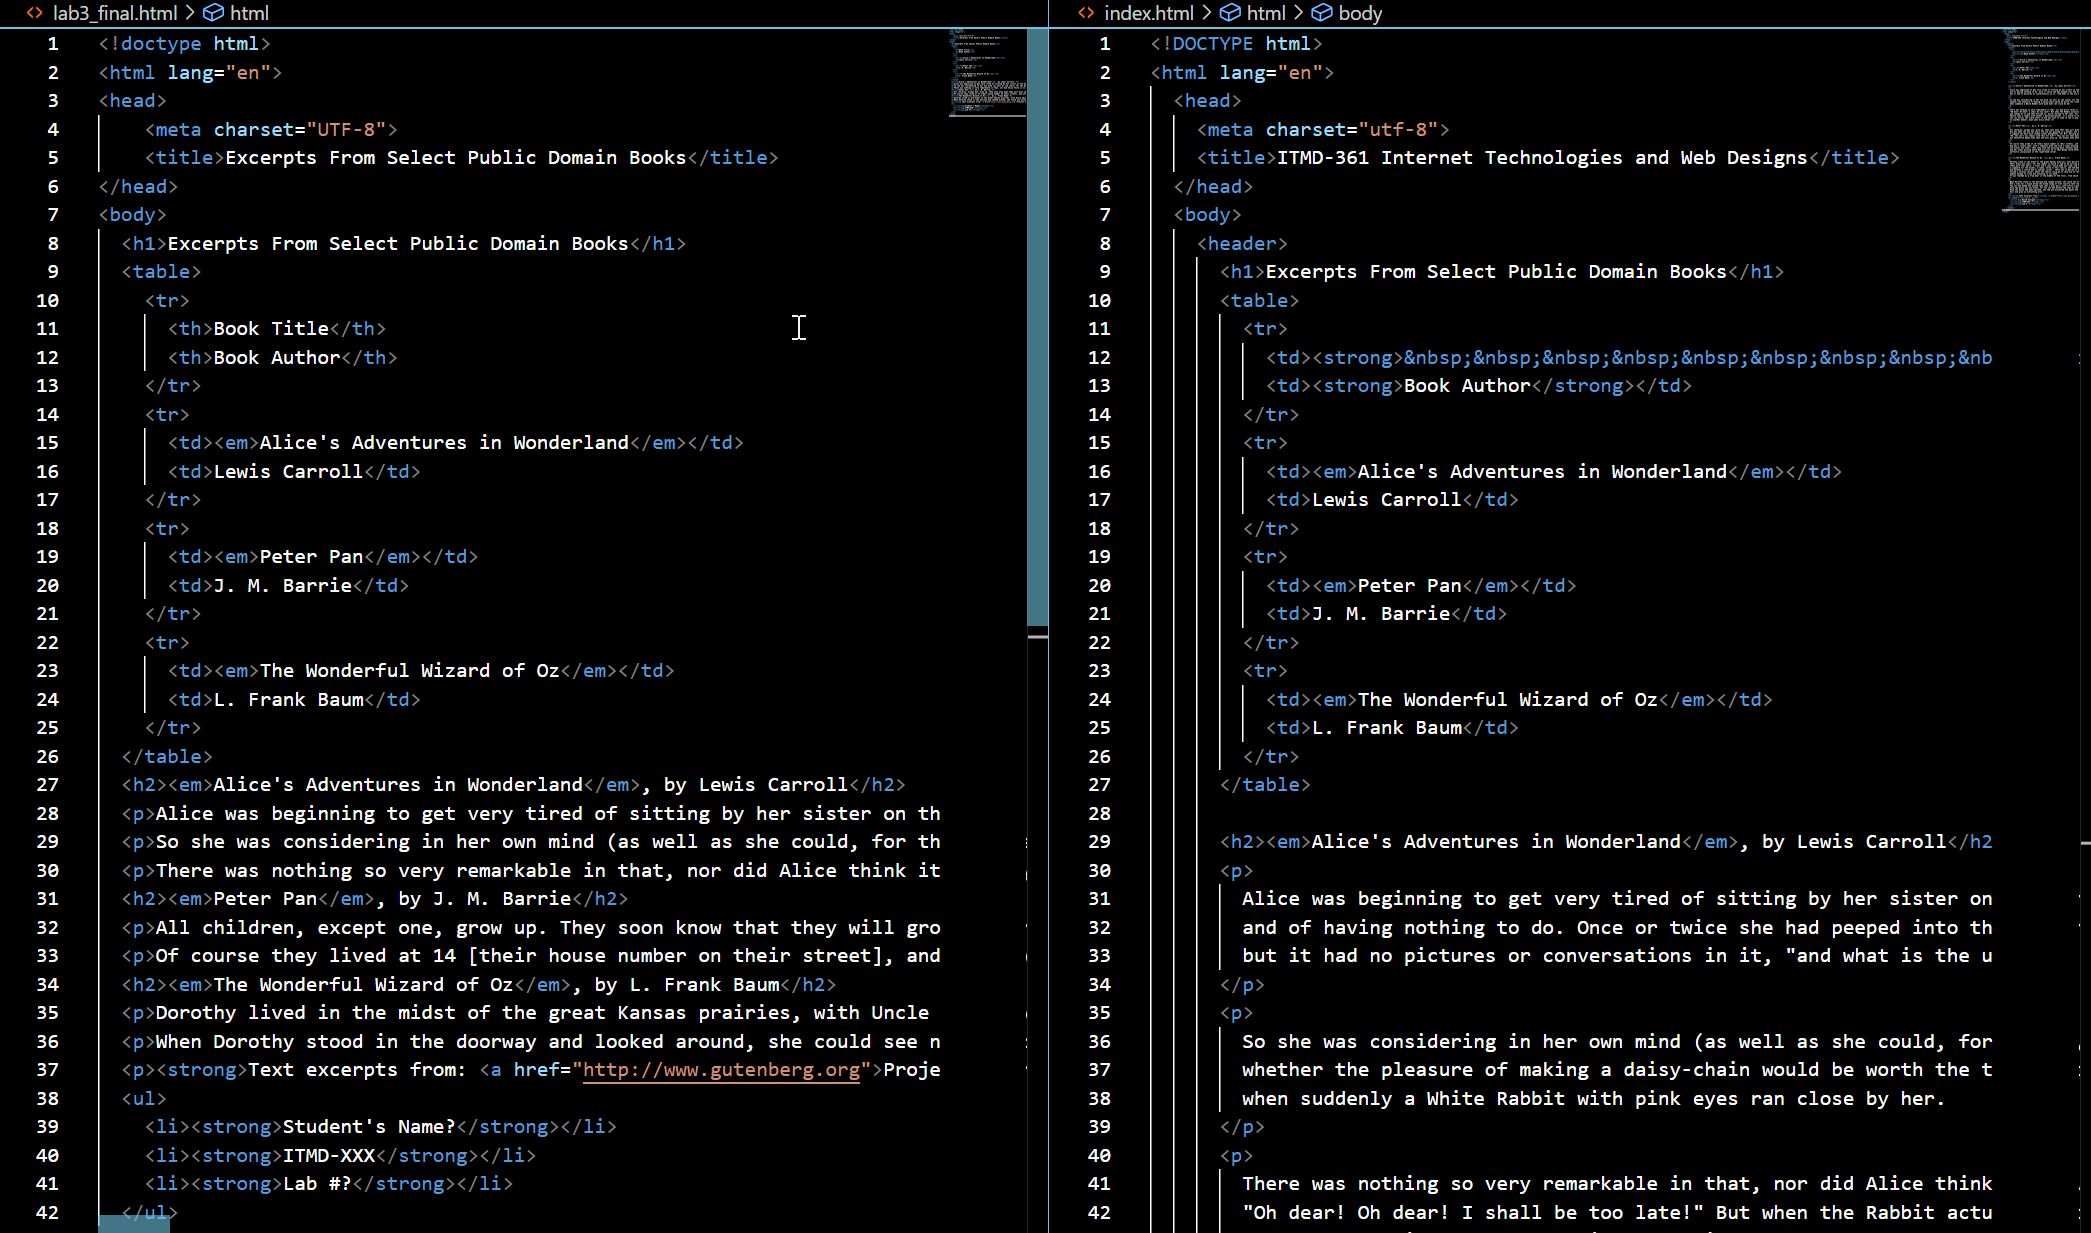 lab3_final.html > html
1 <!doctype html>
2 <html lang="en">
3 <head>
4 <meta charset="UTF-8">
5 <title>Excerpts From Select Public Domain Books</title>
6 </head>
7 <body>
8 <h1>Excerpts From Select Public Domain Books</h1>
9 <table>
10 <tr>
11 <th>Book Title</th>
12 <th>Book Author</th>
13 </tr>
14 <tr>
15 <td><em>Alice's Adventures in Wonderland</em></td>
16 <td>Lewis Carroll</td>
17 </tr>
18 <tr>
19 <td><em>Peter Pan</em></td>
20 <td>J. M. Barrie</td>
21 </tr>
22 <tr>
23 <td><em>The Wonderful Wizard of Oz</em></td>
24 <td>L. Frank Baum</td>
25 </tr>
26 </table>
27 <h2><em>Alice's Adventures in Wonderland</em>, by Lewis Carroll</h2>
28 <p>Alice was beginning to get very tired of sitting by her sister on th
29 <p>So she was considering in her own mind (as well as she could, for th
30 <p>There was nothing so very remarkable in that, nor did Alice think it
31 <h2><em>Peter Pan</em>, by J. M. Barrie</h2>
32 <p>All children, except one, grow up. They soon know that they will gro
33 <p>Of course they lived at 14 [their house number on their street], and
34 <h2><em>The Wonderful Wizard of Oz</em>, by L. Frank Baum</h2>
35 <p>Dorothy lived in the midst of the great Kansas prairies, with Uncle
36 <p>When Dorothy stood in the doorway and looked around, she could see n
37 <p><strong>Text excerpts from: <a href="http://www.gutenberg.org">Proje
38 <ul>
39 <li><strong>Student's Name?</strong></li>
40 <li><strong>ITMD-XXX</strong></li>
41 <li><strong>Lab #?</strong></li>
42 </ul>
index.html > html > body
1 <!DOCTYPE html>
2 <html lang="en">
3 <head>
4 <meta charset="utf-8">
5 <title>ITMD-361 Internet Technologies and Web Designs</title>
6 </head>
7 <body>
8 <header>
9 <h1>Excerpts From Select Public Domain Books</h1>
10 <table>
11 <tr>
12 <td><strong>&nbsp;&nbsp;&nbsp;&nbsp;&nbsp;&nbsp;&nbsp;&nbsp;&nb
13 <td><strong>Book Author</strong></td>
14 </tr>
15 <tr>
16 <td><em>Alice's Adventures in Wonderland</em></td>
17 <td>Lewis Carroll</td>
18 </tr>
19 <tr>
20 <td><em>Peter Pan</em></td>
21 <td>J. M. Barrie</td>
22 </tr>
23 <tr>
24 <td><em>The Wonderful Wizard of Oz</em></td>
25 <td>L. Frank Baum</td>
26 </tr>
27 </table>
28
29 <h2><em>Alice's Adventures in Wonderland</em>, by Lewis Carroll</h2
30 <p>
31 Alice was beginning to get very tired of sitting by her sister on
32 and of having nothing to do. Once or twice she had peeped into th
33 but it had no pictures or conversations in it, "and what is the u
34 </p>
35 <p>
36 So she was considering in her own mind (as well as she could, for
37 whether the pleasure of making a daisy-chain would be worth the t
38 when suddenly a White Rabbit with pink eyes ran close by her.
39 </p>
40 <p>
41 There was nothing so very remarkable in that, nor did Alice think
42 "Oh dear! Oh dear! I shall be too late!" But when the Rabbit actu